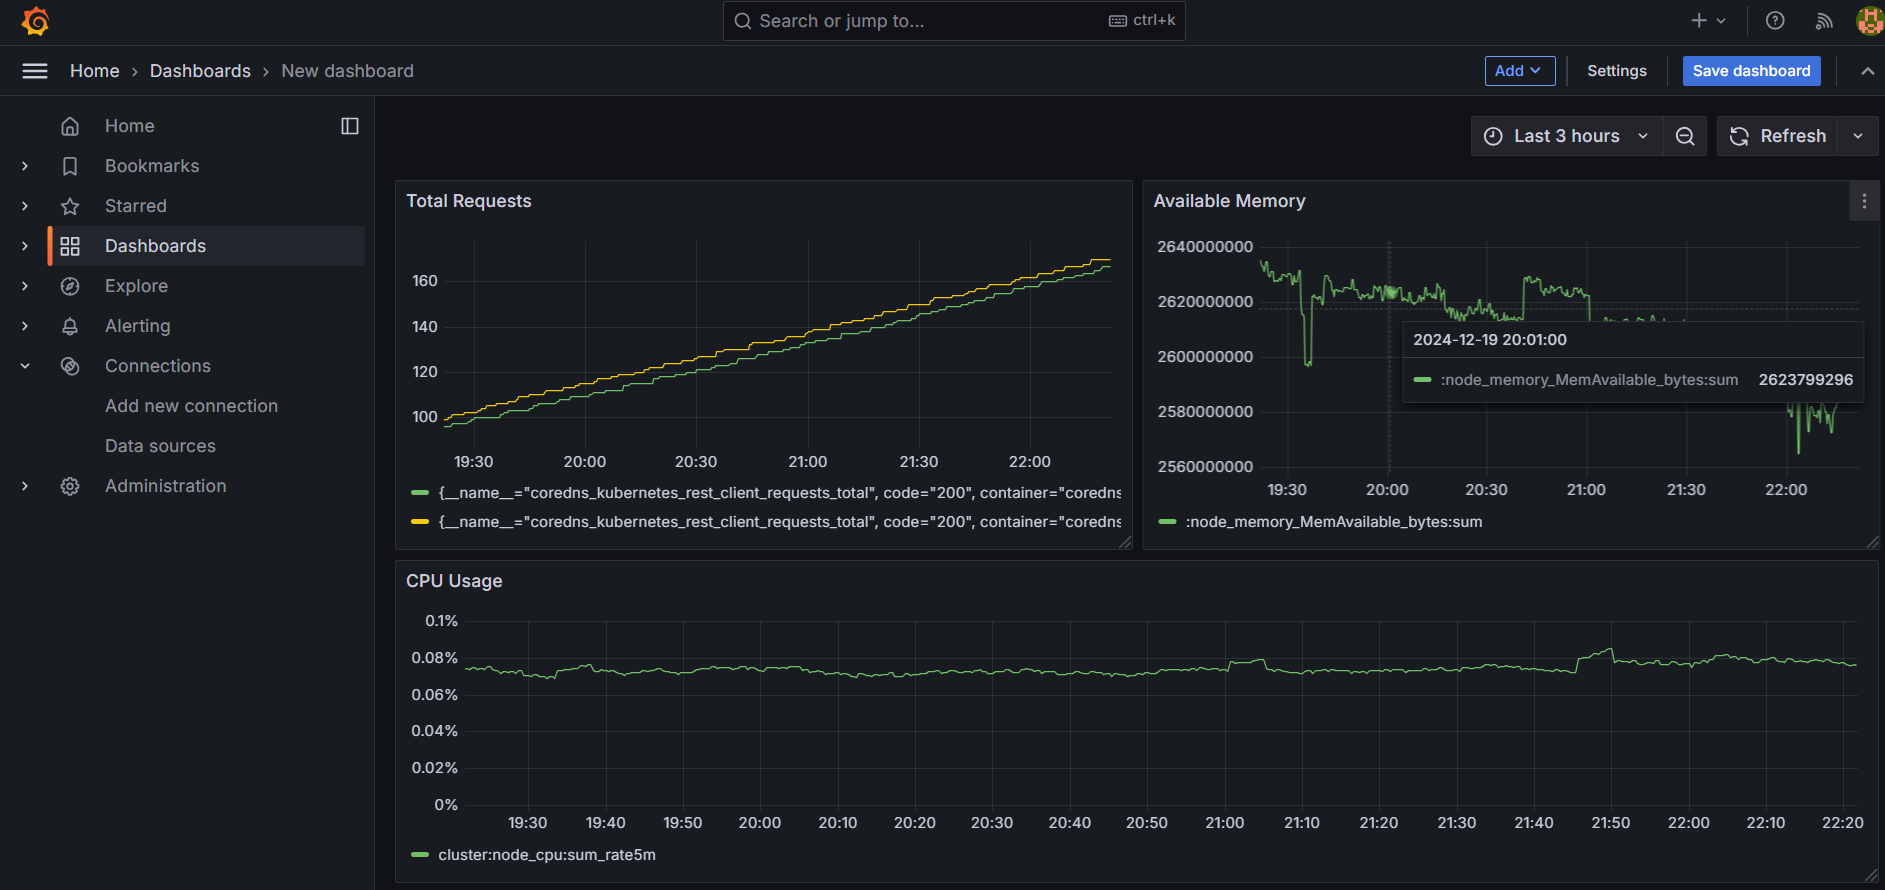 Search or jump to... ctrl+k
Home › Dashboards › New dashboard Add Settings Save dashboard
Home
Bookmarks
Starred
Dashboards
Explore
Alerting
Connections
Add new connection
Data sources
Administration
Last 3 hours Refresh
Total Requests
160
140
120
100
19:30 20:00 20:30 21:00 21:30 22:00
{__name__="coredns_kubernetes_rest_client_requests_total", code="200", container="coredns
{__name__="coredns_kubernetes_rest_client_requests_total", code="200", container="coredns
Available Memory
2640000000
2620000000
2600000000
2580000000
2560000000
19:30 20:00 20:30 21:00 21:30 22:00
:node_memory_MemAvailable_bytes:sum
2024-12-19 20:01:00
:node_memory_MemAvailable_bytes:sum 2623799296
CPU Usage
0.1%
0.08%
0.06%
0.04%
0.02%
0%
19:30 19:40 19:50 20:00 20:10 20:20 20:30 20:40 20:50 21:00 21:10 21:20 21:30 21:40 21:50 22:00 22:10 22:20
cluster:node_cpu:sum_rate5m